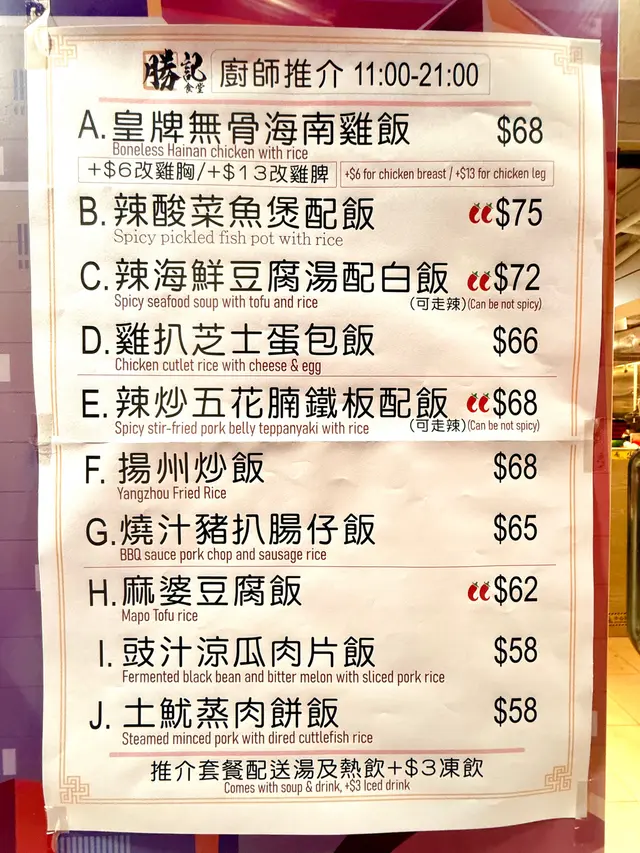 勝記食堂 廚師推介 11:00-21:00
A. 皇牌無骨海南雞飯 $68
Boneless Hainan chicken with rice
+$6改雞胸/+$13改雞脾 +$6 for chicken breast / +$13 for chicken leg
B. 辣酸菜魚煲配飯 $75
Spicy pickled fish pot with rice
C. 辣海鮮豆腐湯配白飯 $72
Spicy seafood soup with tofu and rice (可走辣)(Can be not spicy)
D. 雞扒芝士蛋包飯 $66
Chicken cutlet rice with cheese & egg
E. 辣炒五花腩鐵板配飯 $68
Spicy stir-fried pork belly teppanyaki with rice (可走辣)(Can be not spicy)
F. 揚州炒飯 $68
Yangzhou Fried Rice
G. 燒汁豬扒腸仔飯 $65
BBQ sauce pork chop and sausage rice
H. 麻婆豆腐飯 $62
Mapo Tofu rice
I. 豉汁涼瓜肉片飯 $58
Fermented black bean and bitter melon with sliced pork rice
J. 土魷蒸肉餅飯 $58
Steamed minced pork with dired cuttlefish rice
推介套餐配送湯及熱飲+$3凍飲
Comes with soup & drink, +$3 Iced drink